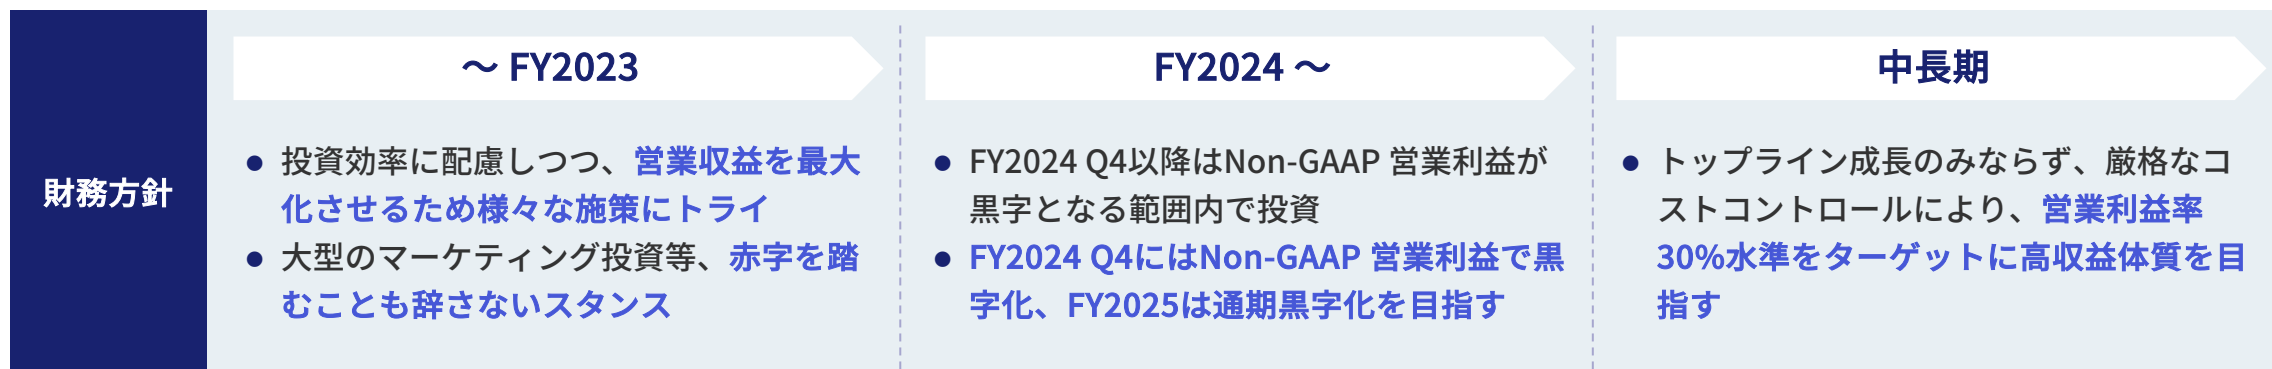 財務方針
～ FY2023
● 投資効率に配慮しつつ、営業収益を最大
化させるため様々な施策にトライ
● 大型のマーケティング投資等、赤字を踏
むことも辞さないスタンス
FY2024 ～
● FY2024 Q4以降はNon-GAAP 営業利益が
黒字となる範囲内で投資
● FY2024 Q4にはNon-GAAP 営業利益で黒
字化、FY2025は通期黒字化を目指す
中長期
● トップライン成長のみならず、厳格なコ
ストコントロールにより、営業利益率
30%水準をターゲットに高収益体質を目
指す